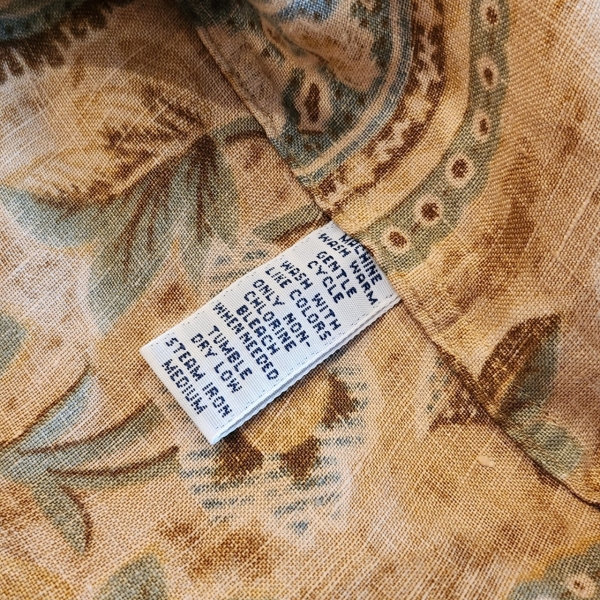 MACHINE
WASH WARM
GENTLE
CYCLE
WASH WITH
LIKE COLORS
ONLY NON-
CHLORINE
BLEACH
WHEN NEEDED
TUMBLE
DRY LOW
STEAM IRON
MEDIUM